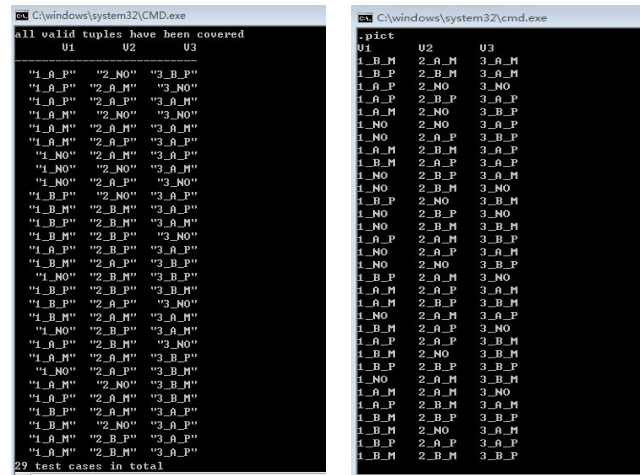 C:\windows\system32\CMD.exe
all valid tuples have been covered
V1 V2 V3
------------------------------
"1_A_P" "2_NO" "3_B_P"
"1_A_P" "2_A_M" "3_NO"
"1_A_P" "2_A_P" "3_A_M"
"1_A_M" "2_NO" "3_NO"
"1_A_M" "2_A_M" "3_A_M"
"1_A_M" "2_A_P" "3_A_P"
"1_NO" "2_A_M" "3_A_P"
"1_NO" "2_NO" "3_A_M"
"1_NO" "2_A_P" "3_NO"
"1_B_P" "2_NO" "3_A_P"
"1_B_M" "2_B_M" "3_A_P"
"1_B_P" "2_B_M" "3_A_M"
"1_B_M" "2_B_P" "3_NO"
"1_A_P" "2_B_P" "3_A_P"
"1_B_M" "2_A_P" "3_B_P"
"1_NO" "2_B_M" "3_B_M"
"1_B_P" "2_B_P" "3_B_M"
"1_B_P" "2_A_P" "3_NO"
"1_B_M" "2_A_M" "3_A_M"
"1_NO" "2_B_P" "3_A_M"
"1_A_P" "2_B_M" "3_NO"
"1_A_M" "2_A_M" "3_B_P"
"1_NO" "2_A_P" "3_B_M"
"1_A_M" "2_NO" "3_B_M"
"1_A_P" "2_A_M" "3_B_M"
"1_B_P" "2_A_M" "3_A_P"
"1_B_M" "2_NO" "3_A_P"
"1_A_M" "2_B_P" "3_A_P"
"1_A_M" "2_B_M" "3_B_P"
29 test cases in total
C:\windows\system32\cmd.exe
.pict
V1 V2 V3
1_B_M 2_A_M 3_A_M
1_B_P 2_B_M 3_A_M
1_A_P 2_NO 3_NO
1_A_P 2_B_P 3_A_P
1_A_M 2_NO 3_B_P
1_NO 2_NO 3_A_P
1_NO 2_A_P 3_B_P
1_A_M 2_B_M 3_A_P
1_B_M 2_A_P 3_A_P
1_NO 2_B_P 3_A_M
1_NO 2_B_M 3_NO
1_B_P 2_NO 3_B_M
1_NO 2_B_P 3_NO
1_NO 2_B_M 3_B_M
1_A_P 2_A_M 3_B_P
1_NO 2_A_M 3_A_P
1_NO 2_NO 3_B_P
1_B_P 2_A_M 3_NO
1_A_M 2_A_P 3_A_M
1_A_M 2_B_P 3_B_M
1_NO 2_A_M 3_A_P
1_B_M 2_A_P 3_NO
1_A_P 2_A_P 3_B_M
1_B_M 2_NO 3_B_M
1_B_P 2_B_P 3_B_P
1_NO 2_A_M 3_B_M
1_A_M 2_A_M 3_NO
1_A_P 2_B_M 3_A_M
1_B_M 2_B_P 3_B_P
1_B_M 2_NO 3_A_M
1_B_P 2_A_P 3_A_P
1_B_M 2_B_M 3_B_P